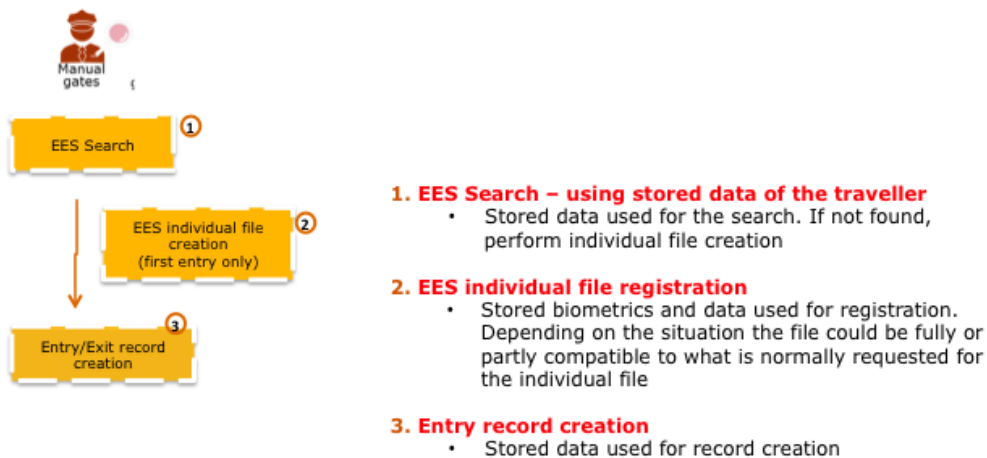 Manual
gates
1
EES Search
2
EES individual file
creation
(first entry only)
3
Entry/Exit record
creation
1. EES Search – using stored data of the traveller
• Stored data used for the search. If not found,
perform individual file creation
2. EES individual file registration
• Stored biometrics and data used for registration.
Depending on the situation the file could be fully or
partly compatible to what is normally requested for
the individual file
3. Entry record creation
• Stored data used for record creation